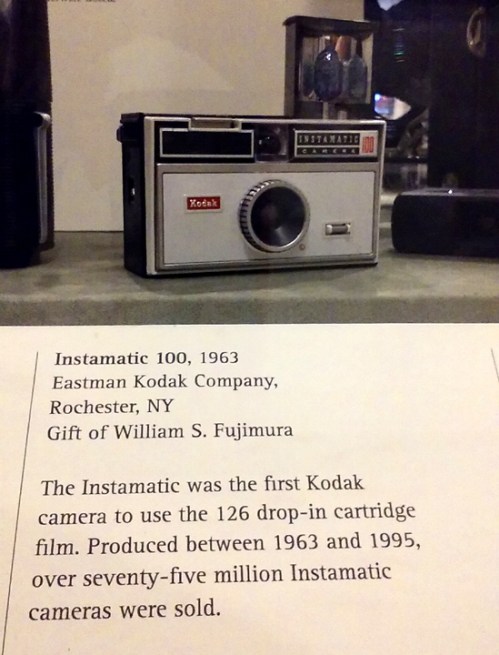 INSTAMATIC 100
CAMERA
Kodak
Instamatic 100, 1963
Eastman Kodak Company,
Rochester, NY
Gift of William S. Fujimura
The Instamatic was the first Kodak
camera to use the 126 drop-in cartridge
film. Produced between 1963 and 1995,
over seventy-five million Instamatic
cameras were sold.